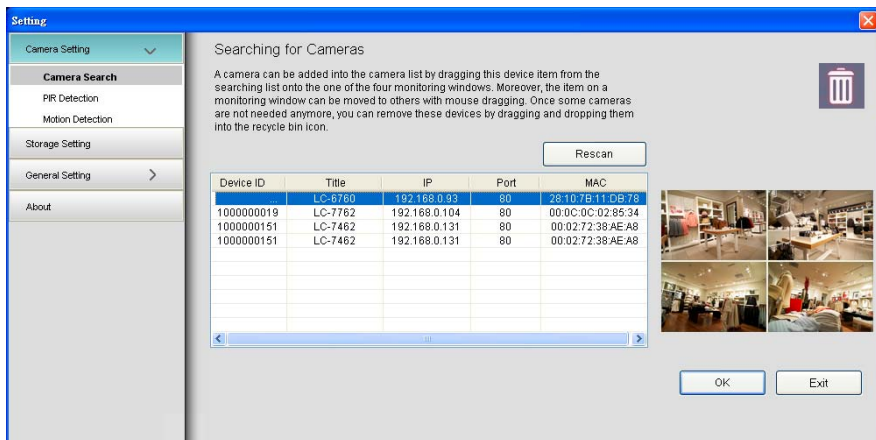 Setting
Camera Setting
Camera Search
PIR Detection
Motion Detection
Storage Setting
General Setting
About
Searching for Cameras
A camera can be added into the camera list by dragging this device item from the
searching list onto the one of the four monitoring windows. Moreover, the item on a
monitoring window can be moved to others with mouse dragging. Once some cameras
are not needed anymore, you can remove these devices by dragging and dropping them
into the recycle bin icon.
Rescan
Device ID Title IP Port MAC
... LC-6760 192.168.0.93 80 28:10:7B:11:DB:78
1000000019 LC-7762 192.168.0.104 80 00:0C:0C:02:85:34
1000000151 LC-7462 192.168.0.131 80 00:02:72:38:AE:A8
1000000151 LC-7462 192.168.0.131 80 00:02:72:38:AE:A8
OK Exit